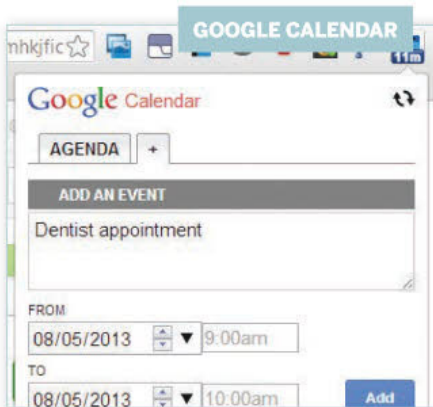 GOOGLE CALENDAR
mhkjfic
11m
Google Calendar
AGENDA +
ADD AN EVENT
Dentist appointment
FROM
08/05/2013 9:00am
TO
08/05/2013 10:00am
Add